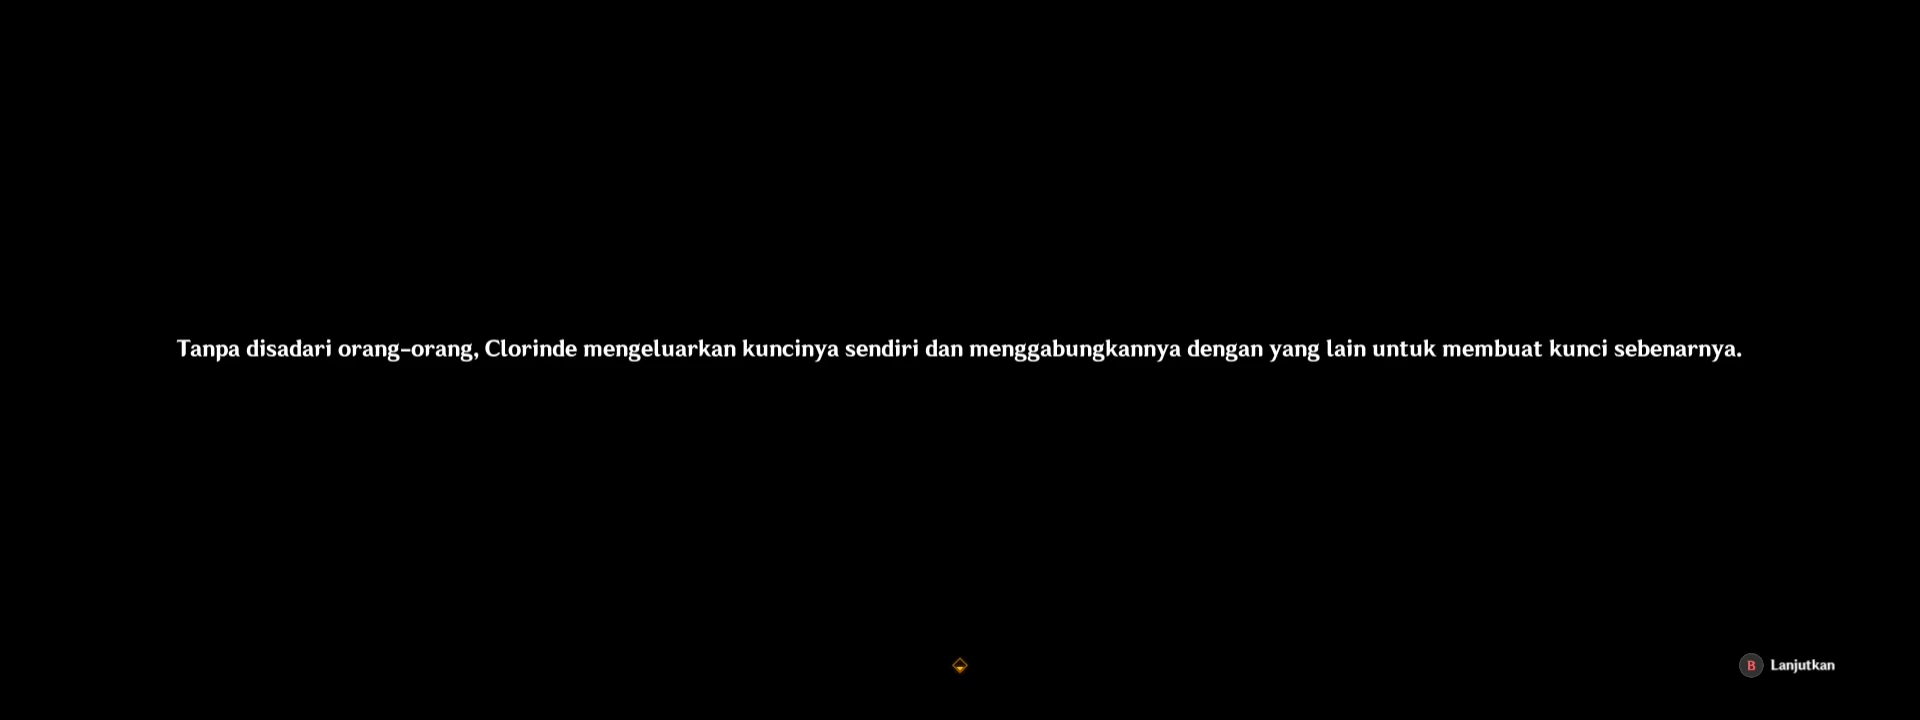 Tanpa disadari orang-orang, Clorinde mengeluarkan kuncinya sendiri dan menggabungkannya dengan yang lain untuk membuat kunci sebenarnya.
B Lanjutkan